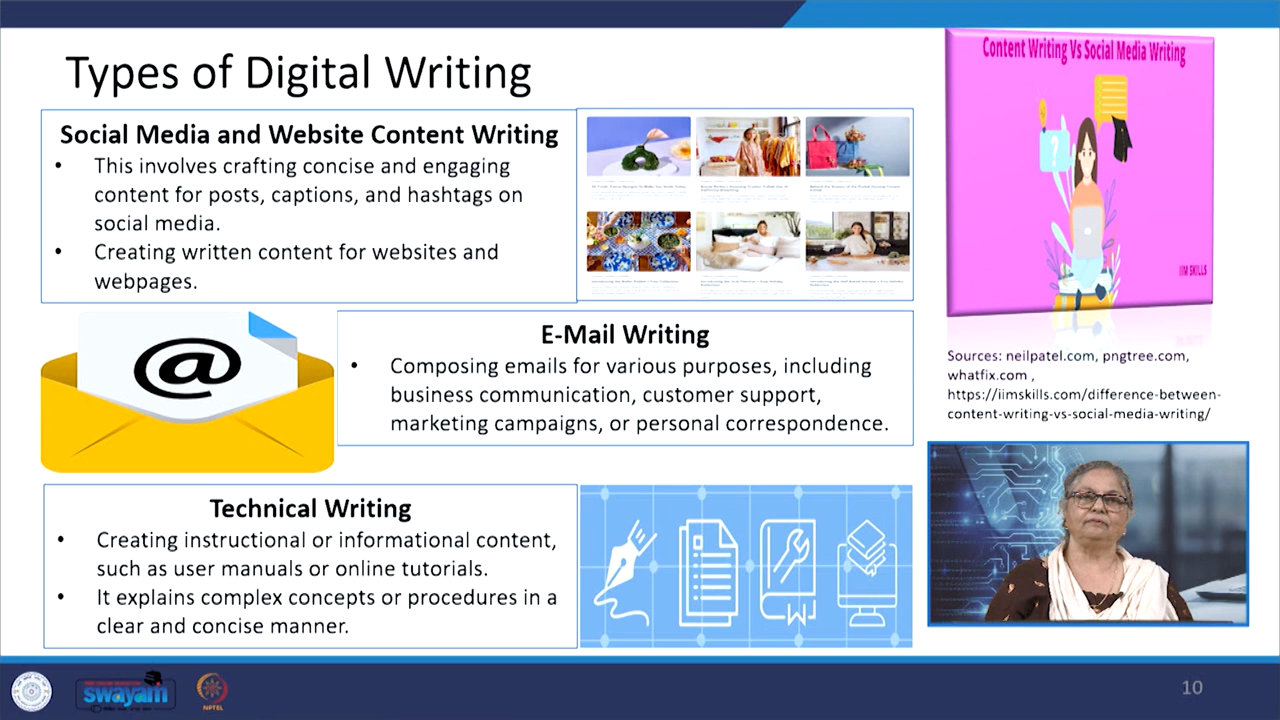 Types of Digital Writing
Social Media and Website Content Writing
• This involves crafting concise and engaging
content for posts, captions, and hashtags on
social media.
• Creating written content for websites and
webpages.
E-Mail Writing
• Composing emails for various purposes, including
business communication, customer support,
marketing campaigns, or personal correspondence.
Technical Writing
• Creating instructional or informational content,
such as user manuals or online tutorials.
• It explains complex concepts or procedures in a
clear and concise manner.
Content Writing Vs Social Media Writing
?
IIM SKILLS
Sources: neilpatel.com, pngtree.com,
whatfix.com ,
https://iimskills.com/difference-between-
content-writing-vs-social-media-writing/
@
swayam
NPTEL
10